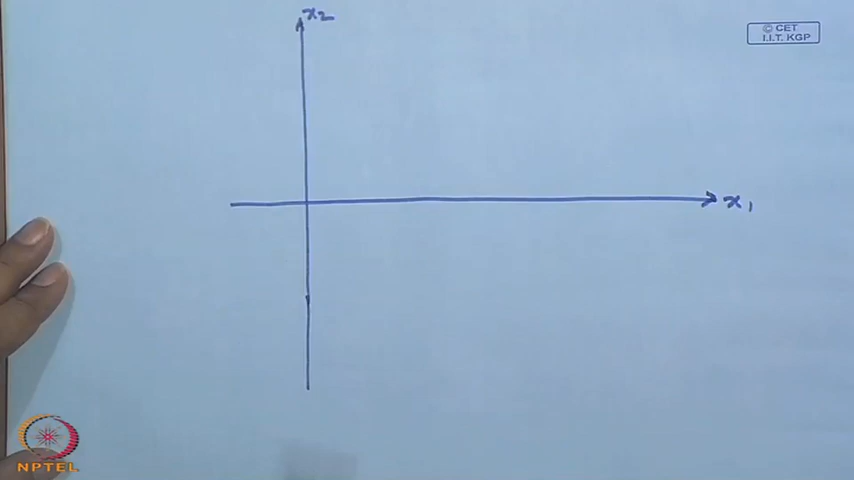 x₂
© CET
I.I.T. KGP
x₁
NPTEL